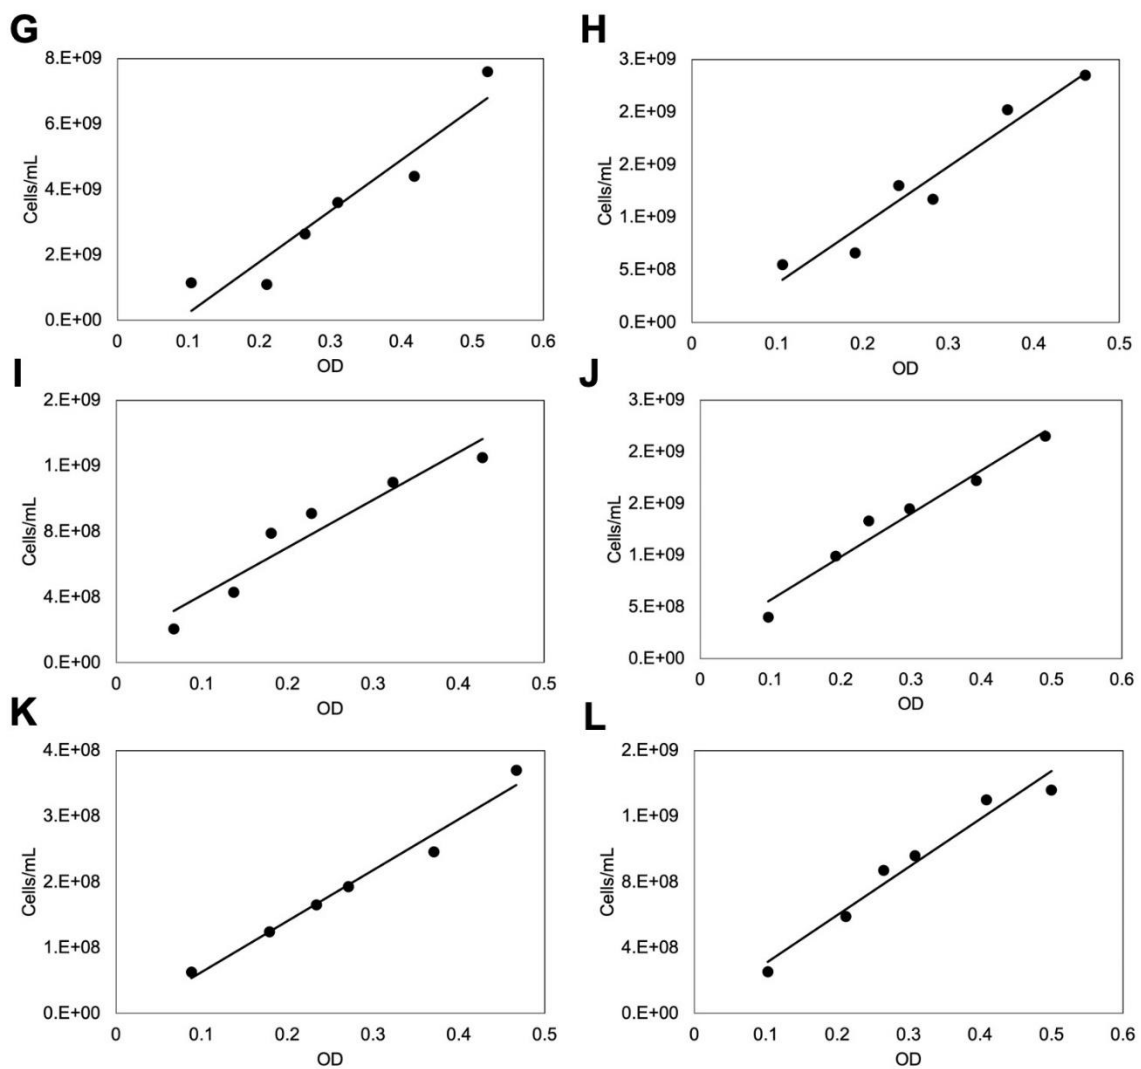 G H
8.E+09 3.E+09
6.E+09 2.E+09
4.E+09 2.E+09
2.E+09 1.E+09
0.E+00 5.E+08
0.E+00
Cells/mL Cells/mL
0 0.1 0.2 0.3 0.4 0.5 0.6 0 0.1 0.2 0.3 0.4 0.5
OD OD
I J
2.E+09 3.E+09
1.E+09 2.E+09
8.E+08 2.E+09
4.E+08 1.E+09
0.E+00 5.E+08
0.E+00
Cells/mL Cells/mL
0 0.1 0.2 0.3 0.4 0.5 0 0.1 0.2 0.3 0.4 0.5 0.6
OD OD
K L
4.E+08 2.E+09
3.E+08 1.E+09
2.E+08 8.E+08
1.E+08 4.E+08
0.E+00 0.E+00
Cells/mL Cells/mL
0 0.1 0.2 0.3 0.4 0.5 0 0.1 0.2 0.3 0.4 0.5 0.6
OD OD